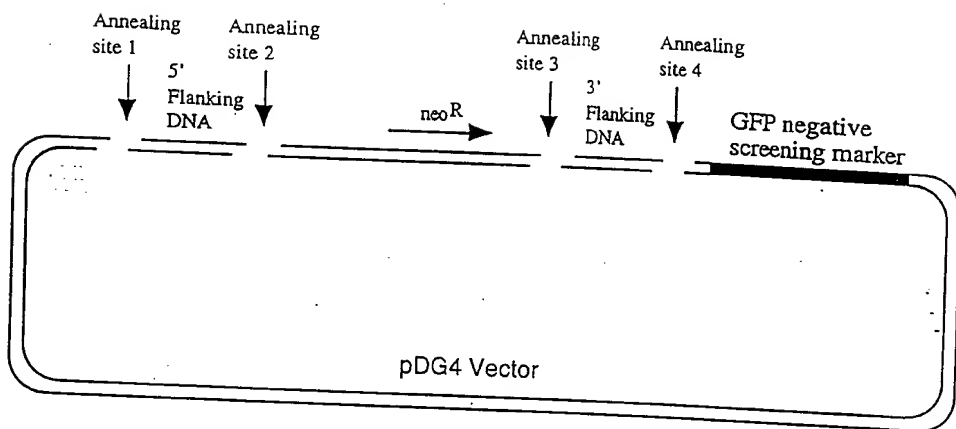 Annealing
site 1
Annealing
site 2
5'
Flanking
DNA
neoR
Annealing
site 3
3'
Flanking
DNA
Annealing
site 4
GFP negative
screening marker
pDG4 Vector